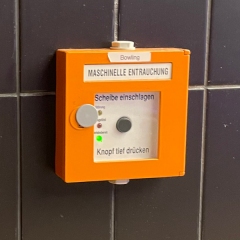 Bowling
MASCHINELLE ENTRAUCHUNG
Scheibe einschlagen
Knopf tief drücken